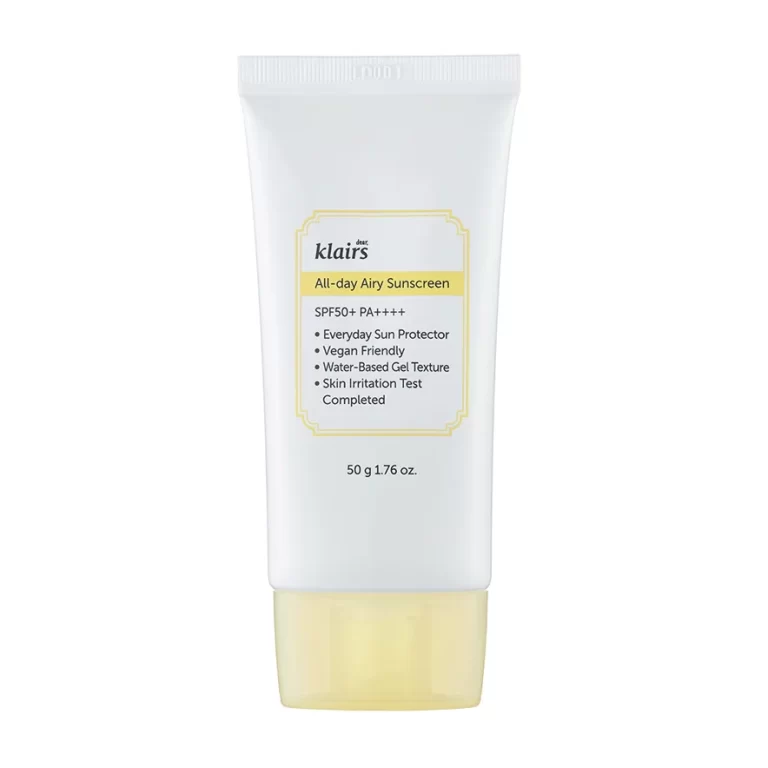 dear,
klairs
All-day Airy Sunscreen
SPF50+ PA++++
• Everyday Sun Protector
• Vegan Friendly
• Water-Based Gel Texture
• Skin Irritation Test
Completed
50 g 1.76 oz.